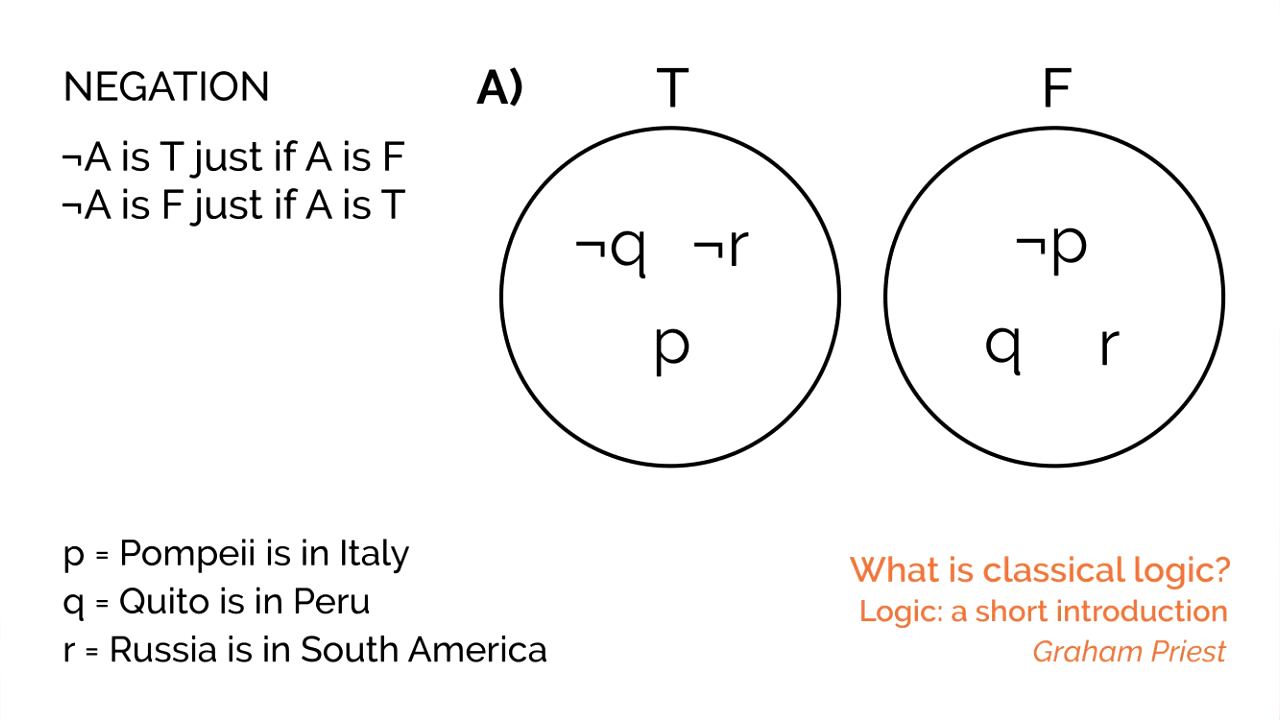 NEGATION
¬A is T just if A is F
¬A is F just if A is T
A)
T
F
¬q ¬r
p
¬p
q r
p = Pompeii is in Italy
q = Quito is in Peru
r = Russia is in South America
What is classical logic?
Logic: a short introduction
Graham Priest